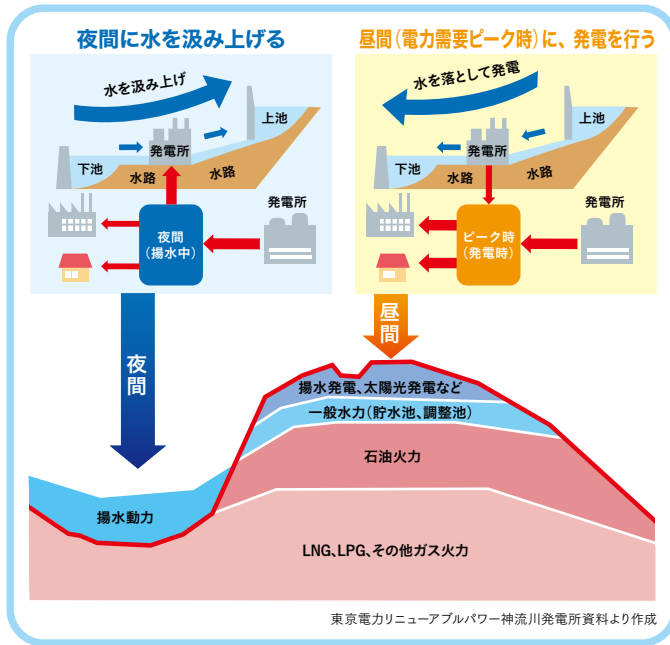 夜間に水を汲み上げる
水を汲み上げ
上池
発電所
下池
水路
水路
発電所
夜間
(揚水中)
昼間(電力需要ピーク時)に、発電を行う
水を落として発電
上池
発電所
下池
水路
水路
発電所
ピーク時
(発電時)
夜間
昼間
揚水発電、太陽光発電など
一般水力(貯水池、調整池)
石油火力
揚水動力
LNG、LPG、その他ガス火力
東京電力リニューアブルパワー神流川発電所資料より作成